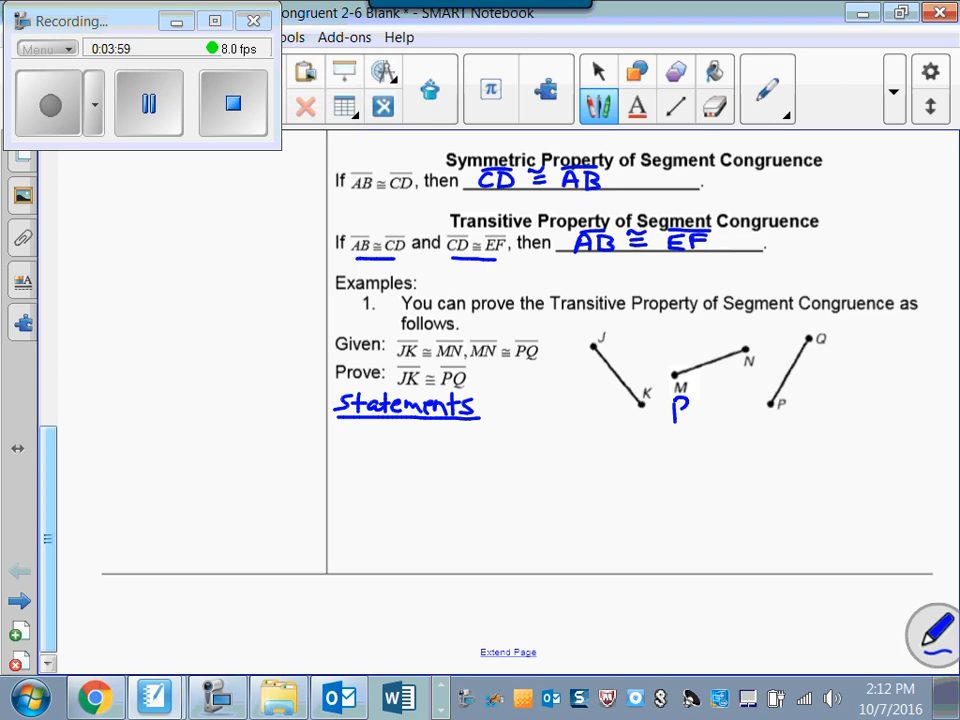 Recording...
ongruent 2-6 Blank * - SMART Notebook
Menu
0:03:59
8.0 fps
ols Add-ons Help
π
A
Symmetric Property of Segment Congruence
If AB ≅ CD, then CD ≅ AB.
Transitive Property of Segment Congruence
If AB ≅ CD and CD ≅ EF, then AB ≅ EF.
Examples:
1. You can prove the Transitive Property of Segment Congruence as
follows.
Given: JK ≅ MN, MN ≅ PQ
Prove: JK ≅ PQ
Statements
P
J
K
M
N
Q
P
Extend Page
2:12 PM
10/7/2016